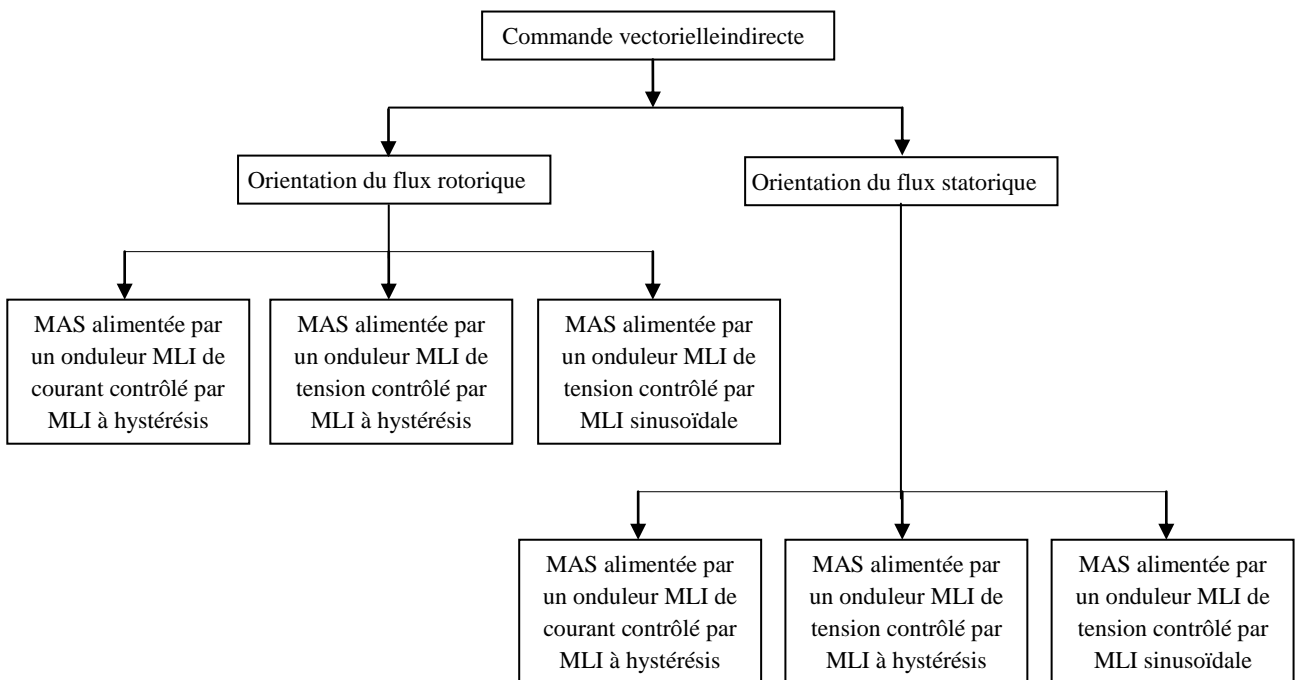 Commande vectorielleindirecte
Orientation du flux rotorique
Orientation du flux statorique
MAS alimentée par
un onduleur MLI de
courant contrôlé par
MLI à hystérésis
MAS alimentée par
un onduleur MLI de
tension contrôlé par
MLI à hystérésis
MAS alimentée par
un onduleur MLI de
tension contrôlé par
MLI sinusoïdale
MAS alimentée par
un onduleur MLI de
courant contrôlé par
MLI à hystérésis
MAS alimentée par
un onduleur MLI de
tension contrôlé par
MLI à hystérésis
MAS alimentée par
un onduleur MLI de
tension contrôlé par
MLI sinusoïdale